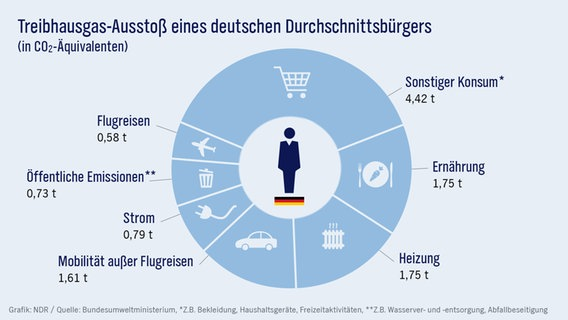 Treibhausgas-Ausstoß eines deutschen Durchschnittsbürgers
(in CO₂-Äquivalenten)
Sonstiger Konsum*
4,42 t
Ernährung
1,75 t
Heizung
1,75 t
Mobilität außer Flugreisen
1,61 t
Strom
0,79 t
Öffentliche Emissionen**
0,73 t
Flugreisen
0,58 t
Grafik: NDR / Quelle: Bundesumweltministerium, *Z.B. Bekleidung, Haushaltsgeräte, Freizeitaktivitäten, **Z.B. Wasserver- und -entsorgung, Abfallbeseitigung